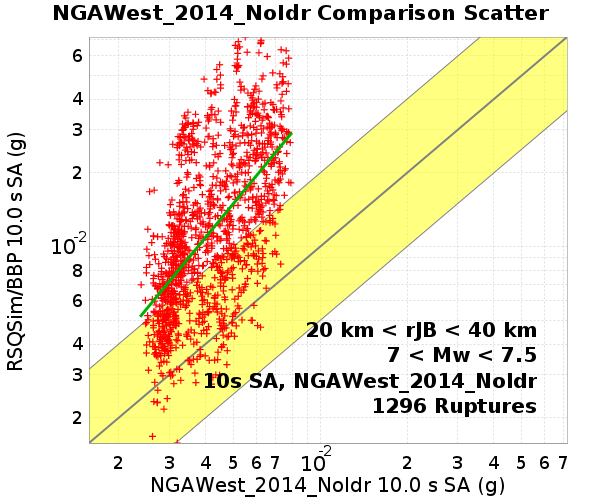 NGAWest_2014_NoIdr Comparison Scatter
6
4
3
2
10-2
8
6
4
3
2
RSQSim/BBP 10.0 s SA (g)
20 km < rJB < 40 km
7 < Mw < 7.5
10s SA, NGAWest_2014_NoIdr
1296 Ruptures
2 3 4 5 6 7 10-2 2 3 4 5 6 7
NGAWest_2014_NoIdr 10.0 s SA (g)